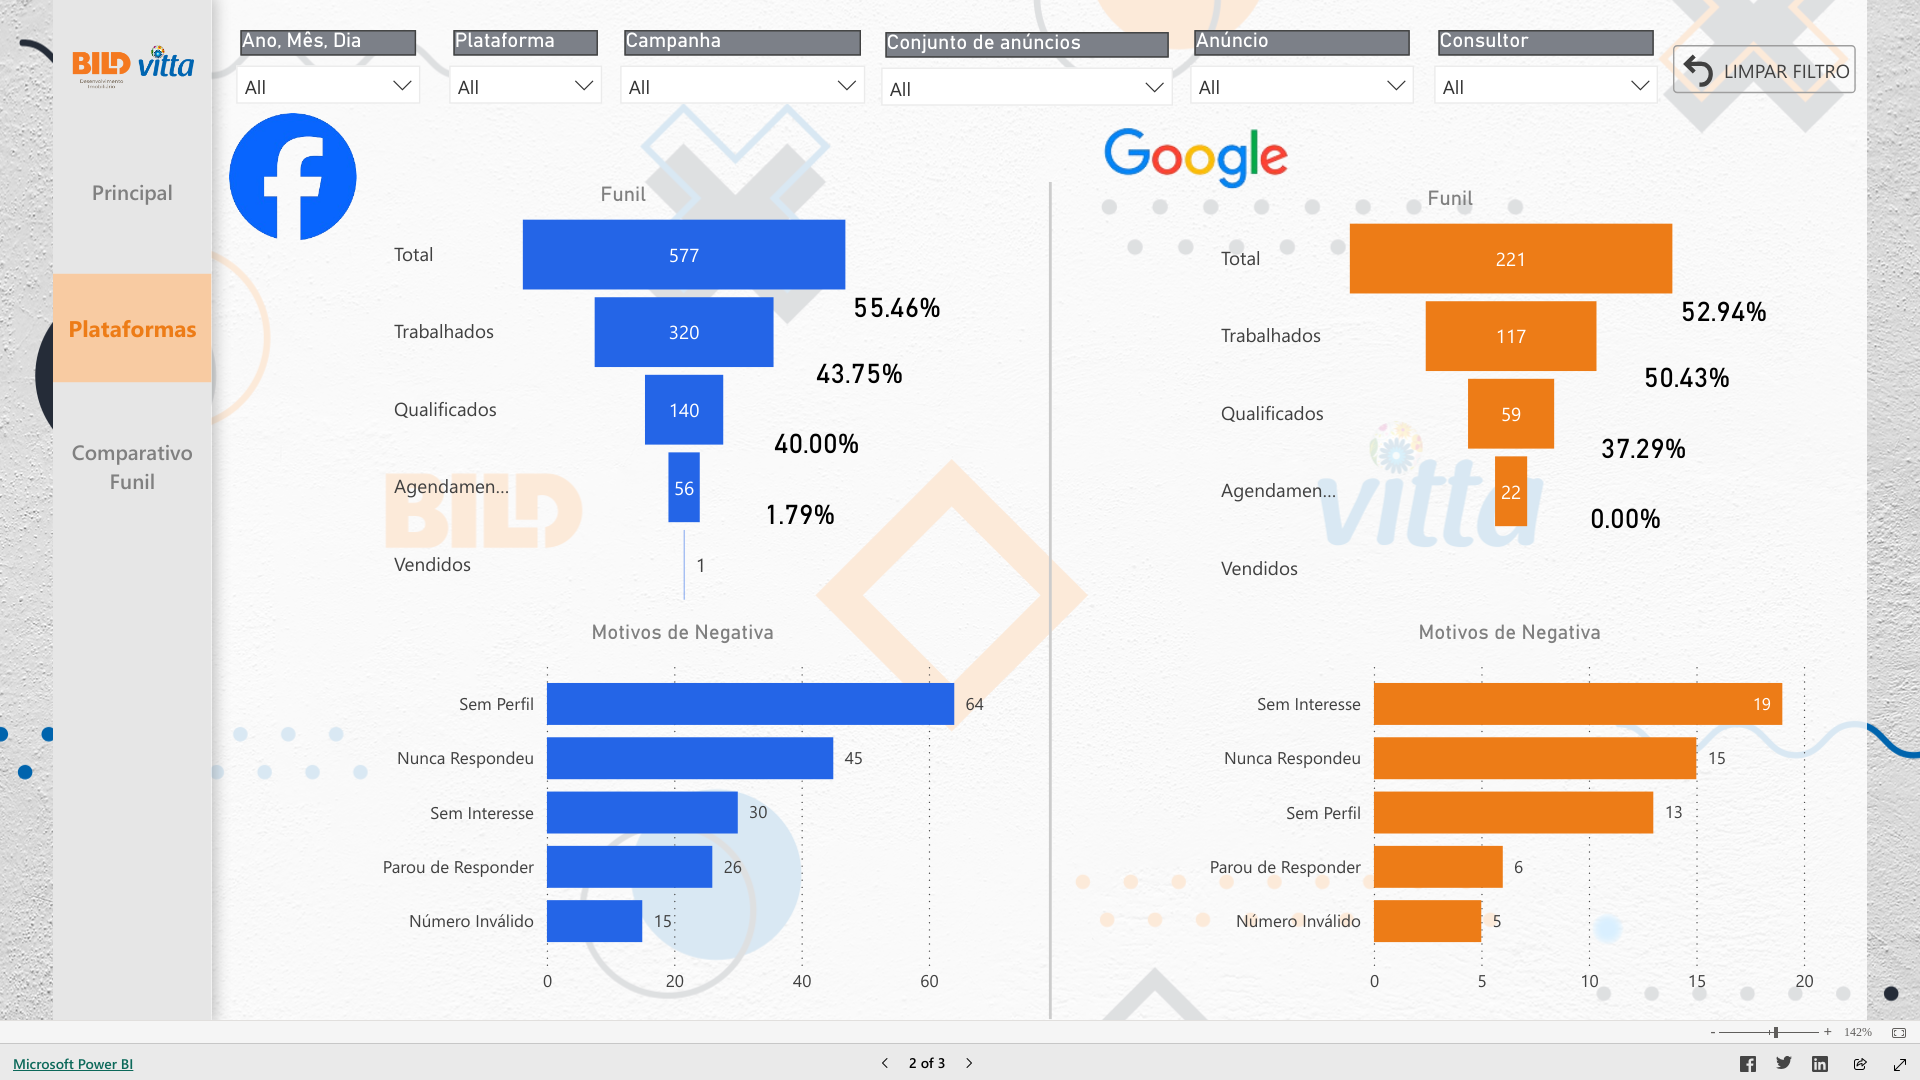 BILD vitta
Desenvolvimento
Imobiliário
Principal
Plataformas
Comparativo
Funil
Ano, Mês, Dia
All
Plataforma
All
Campanha
All
Conjunto de anúncios
All
Anúncio
All
Consultor
All
LIMPAR FILTRO
Funil
Total
577
55.46%
Trabalhados
320
43.75%
Qualificados
140
40.00%
Agendamen...
56
1.79%
Vendidos
1
BILD
Motivos de Negativa
Sem Perfil
64
Nunca Respondeu
45
Sem Interesse
30
Parou de Responder
26
Número Inválido
15
0 20 40 60
Google
Funil
Total
221
52.94%
Trabalhados
117
50.43%
Qualificados
59
37.29%
Agendamen...
22
0.00%
Vendidos
vitta
Motivos de Negativa
Sem Interesse
19
Nunca Respondeu
15
Sem Perfil
13
Parou de Responder
6
Número Inválido
5
0 5 10 15 20
- + 142%
Microsoft Power BI
2 of 3